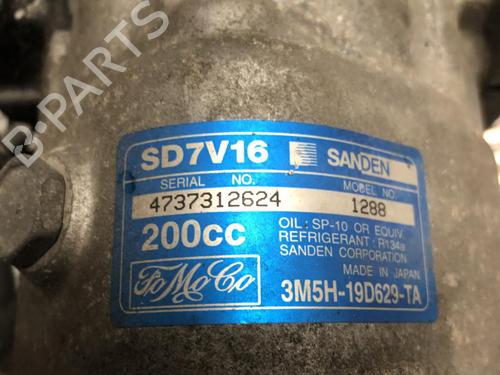 B-PARTS
SD7V16 SANDEN
SERIAL NO. MODEL NO.
4737312624 1288
200cc
OIL: SP-10 OR EQUIV.
REFRIGERANT: R134a
SANDEN CORPORATION
MADE IN JAPAN
FoMoCo
3M5H-19D629-TA